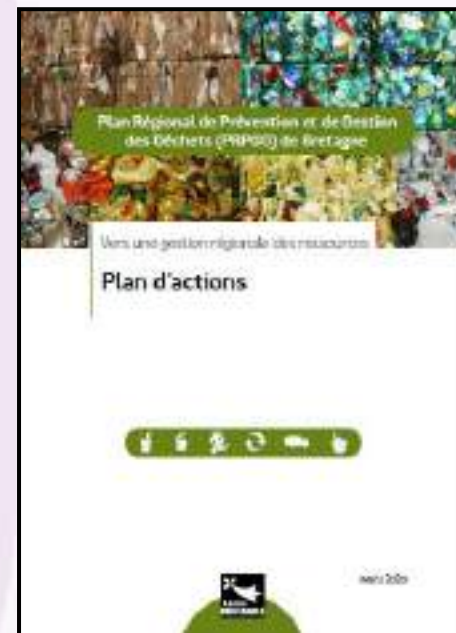 Plan Régional de Prévention et de Gestion
des Déchets (PRPGD) de Bretagne
Vers une gestion régionale des ressources
Plan d'actions
BRETAGNE